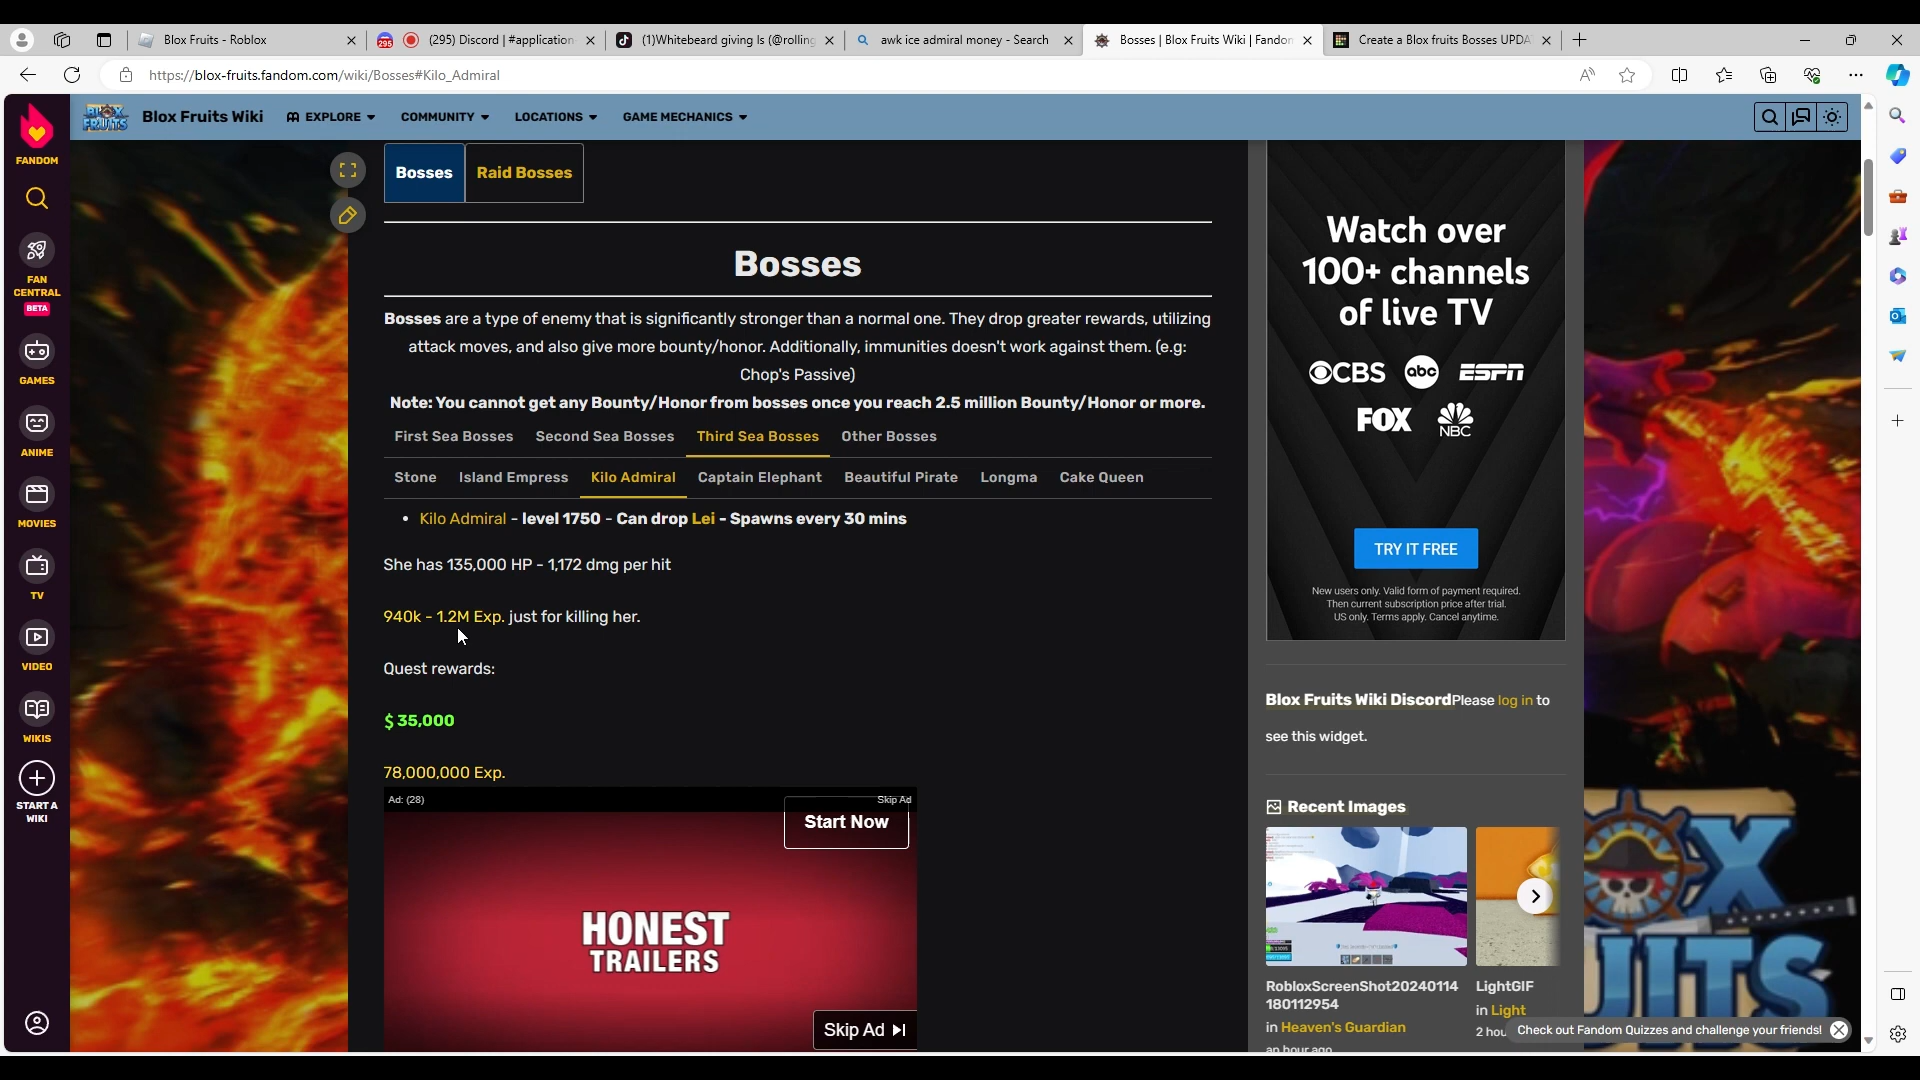 Blox Fruits - Roblox
(295) Discord | #application
(1)Whitebeard giving ls (@rolling
awk ice admiral money - Search
Bosses | Blox Fruits Wiki | Fandon
Create a Blox fruits Bosses UPDA
295
https://blox-fruits.fandom.com/wiki/Bosses#Kilo_Admiral
BLOX FRUITS
Blox Fruits Wiki
EXPLORE
COMMUNITY
LOCATIONS
GAME MECHANICS
FANDOM
FAN CENTRAL
BETA
GAMES
ANIME
MOVIES
TV
VIDEO
WIKIS
START A
WIKI
Bosses
Raid Bosses
Bosses
Bosses are a type of enemy that is significantly stronger than a normal one. They drop greater rewards, utilizing
attack moves, and also give more bounty/honor. Additionally, immunities doesn't work against them. (e.g:
Chop's Passive)
Note: You cannot get any Bounty/Honor from bosses once you reach 2.5 million Bounty/Honor or more.
First Sea Bosses
Second Sea Bosses
Third Sea Bosses
Other Bosses
Stone
Island Empress
Kilo Admiral
Captain Elephant
Beautiful Pirate
Longma
Cake Queen
• Kilo Admiral - level 1750 - Can drop Lei - Spawns every 30 mins
She has 135,000 HP - 1,172 dmg per hit
940k - 1.2M Exp. just for killing her.
Quest rewards:
$ 35,000
78,000,000 Exp.
Ad: (28)
Skip Ad
Start Now
HONEST
TRAILERS
Skip Ad
Watch over
100+ channels
of live TV
CBS abc ESPN
FOX NBC
TRY IT FREE
New users only. Valid form of payment required.
Then current subscription price after trial.
US only. Terms apply. Cancel anytime.
Blox Fruits Wiki DiscordPlease log in to
see this widget.
Recent Images
RobloxScreenShot20240114
180112954
in Heaven's Guardian
an hour ago
LightGIF
in Light
2 hou
Check out Fandom Quizzes and challenge your friends!